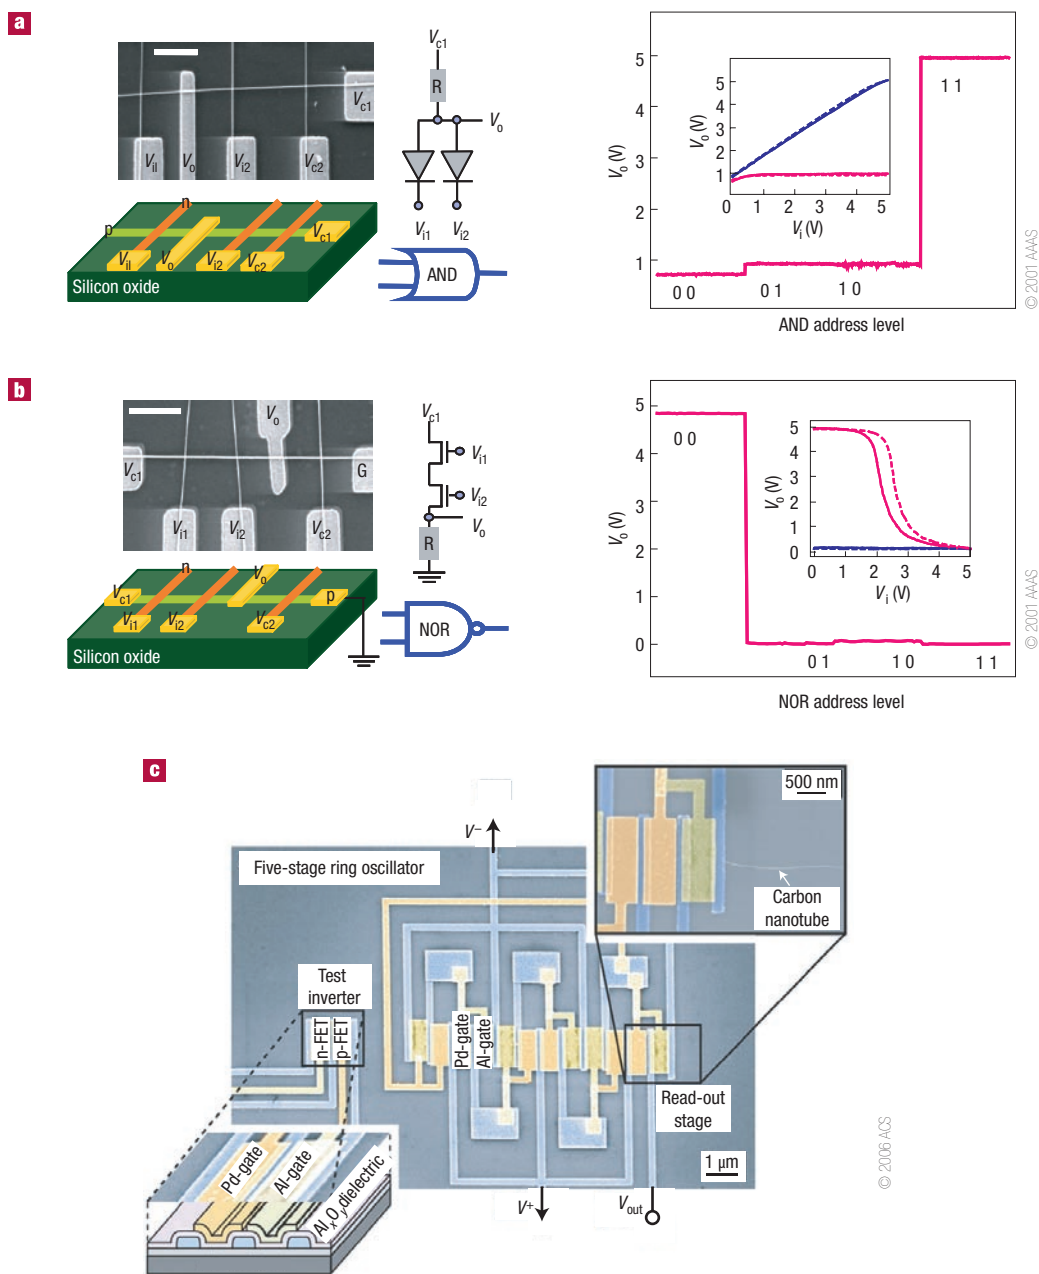 a
V_il
V_o
V_i2
V_c2
V_c1
n
p
V_il
V_o
V_i2
V_c2
V_c1
Silicon oxide
V_c1
R
V_o
V_i1
V_i2
AND
V_o (V)
5
4
3
2
1
0 0
0 1
1 0
1 1
V_o (V)
5
4
3
2
1
0 1 2 3 4 5
V_i (V)
AND address level
© 2001 AAAS
b
V_o
V_c1
G
V_i1
V_i2
V_c2
n
V_o
V_c1
p
V_i1
V_i2
V_c2
Silicon oxide
V_c1
V_i1
V_i2
V_o
R
NOR
V_o (V)
5
4
3
2
1
0
0 0
0 1
1 0
1 1
V_o (V)
5
4
3
2
1
0
0 1 2 3 4 5
V_i (V)
NOR address level
© 2001 AAAS
c
V–
Five-stage ring oscillator
500 nm
Carbon
nanotube
Test
inverter
n-FET
p-FET
Pd-gate
Al-gate
Read-out
stage
1 µm
Pd-gate
Al-gate
Al_xO_y dielectric
V+
V_out
© 2006 ACS